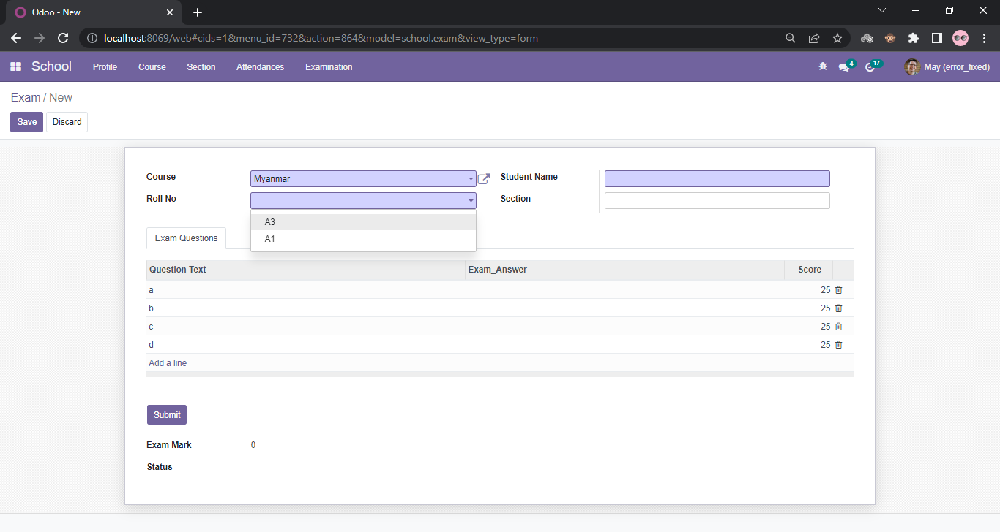 Odoo - New
localhost:8069/web#cids=1&menu_id=732&action=864&model=school.exam&view_type=form
School Profile Course Section Attendances Examination 4 17 May (error_fixed)
Exam / New
Save Discard
Course Myanmar Student Name
Roll No Section
A3
A1
Exam Questions
Question Text Exam_Answer Score
a 25
b 25
c 25
d 25
Add a line
Submit
Exam Mark 0
Status